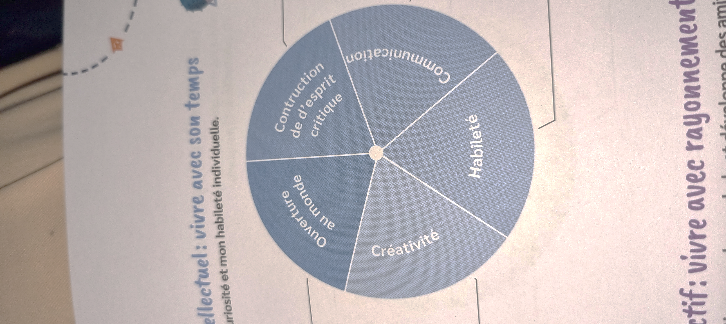 ellectuel : vivre avec son temps
uriosité et mon habileté individuelle.
Contruction
de d'esprit
critique
Communication
Habileté
Créativité
Ouverture
au monde
ctif : vivre avec rayonnement